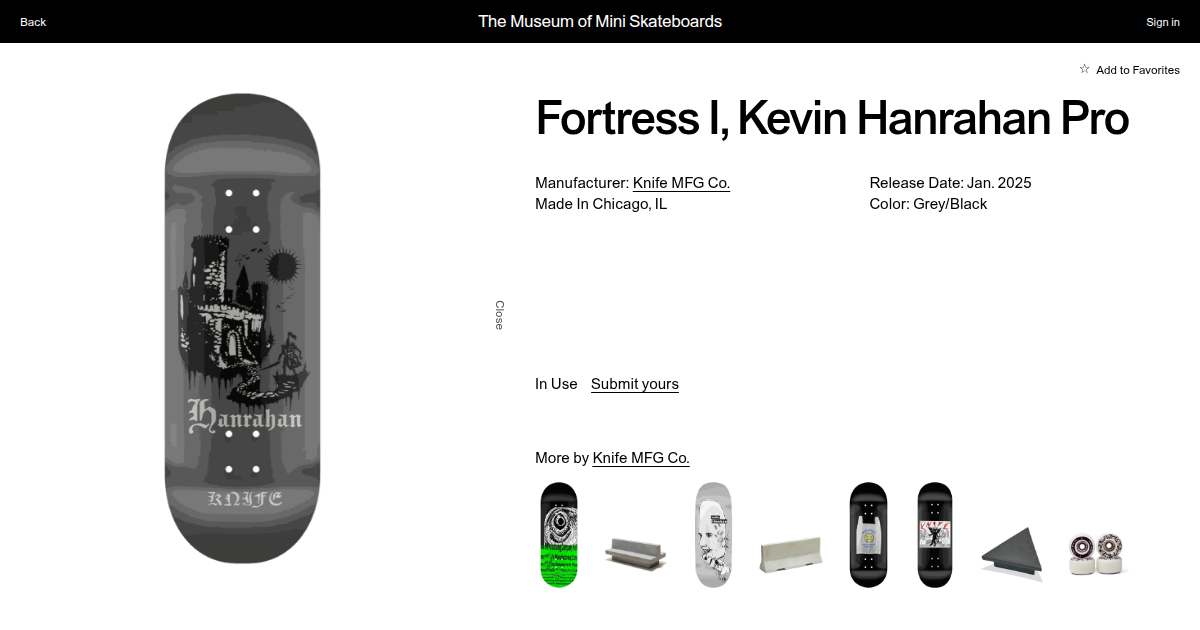 Back
The Museum of Mini Skateboards
Sign in
☆ Add to Favorites
Fortress I, Kevin Hanrahan Pro
Manufacturer: Knife MFG Co.
Made In Chicago, IL
Release Date: Jan. 2025
Color: Grey/Black
Hanrahan
KNIFE
Close
In Use Submit yours
More by Knife MFG Co.
KNIFE